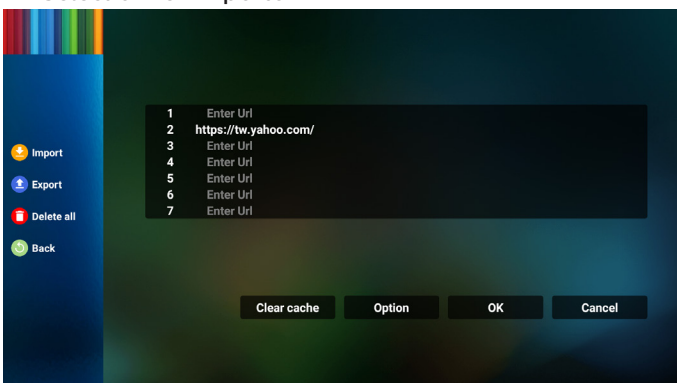 Import
Export
Delete all
Back
1 Enter Url
2 https://tw.yahoo.com/
3 Enter Url
4 Enter Url
5 Enter Url
6 Enter Url
7 Enter Url
Clear cache Option OK Cancel